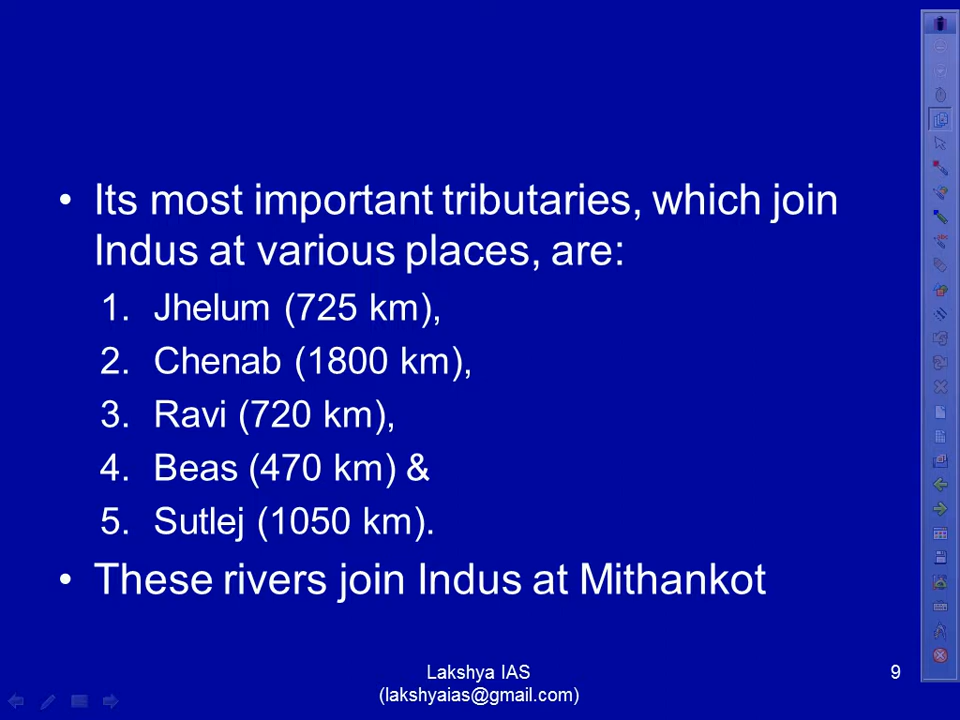 • Its most important tributaries, which join
Indus at various places, are:
1. Jhelum (725 km),
2. Chenab (1800 km),
3. Ravi (720 km),
4. Beas (470 km) &
5. Sutlej (1050 km).
• These rivers join Indus at Mithankot
Lakshya IAS
(lakshyaias@gmail.com)
9